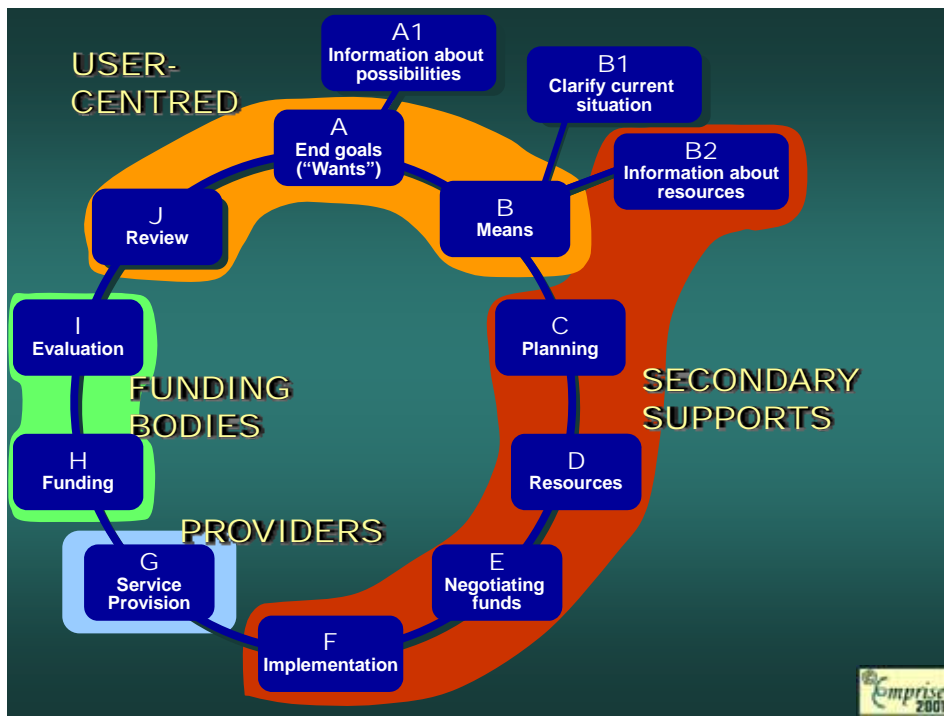 USER-
CENTRED
A1
Information about
possibilities
B1
Clarify current
situation
A
End goals
(“Wants”)
B2
Information about
resources
J
Review
B
Means
I
Evaluation
C
Planning
FUNDING
BODIES
SECONDARY
SUPPORTS
H
Funding
D
Resources
PROVIDERS
G
Service
Provision
E
Negotiating
funds
F
Implementation
Emprise
2001